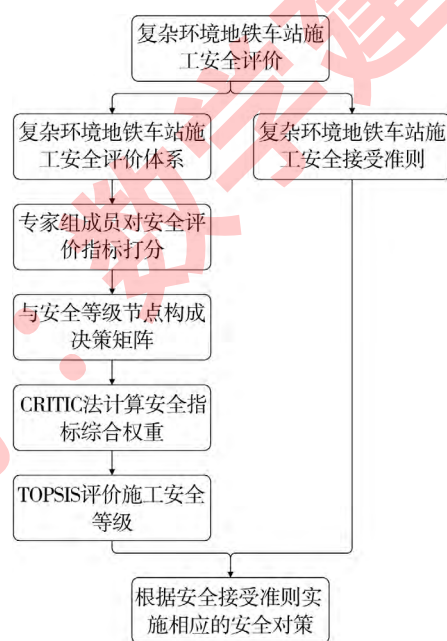 复杂环境地铁车站施
工安全评价
复杂环境地铁车站施
工安全评价体系
复杂环境地铁车站施
工安全接受准则
专家组成员对安全评
价指标打分
与安全等级节点构成
决策矩阵
CRITIC法计算安全指
标综合权重
TOPSIS评价施工安全
等级
根据安全接受准则实
施相应的安全对策